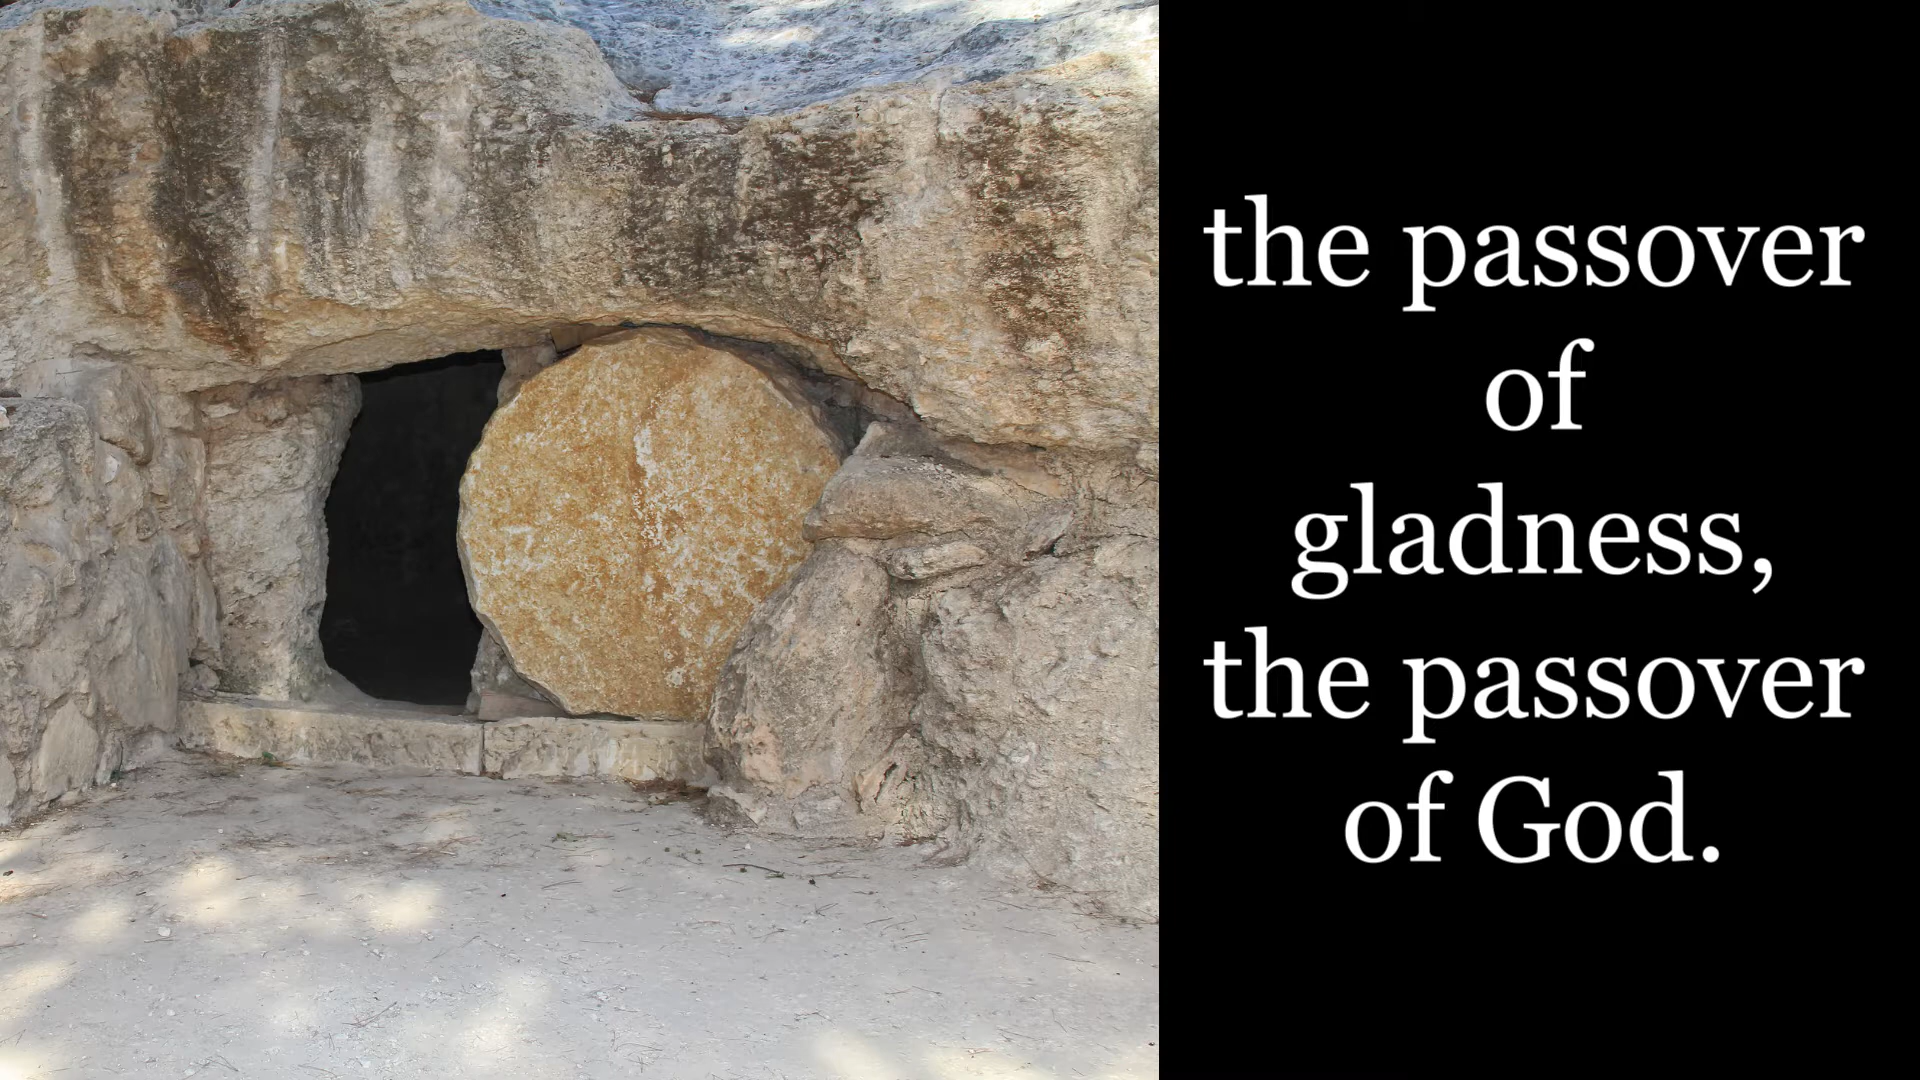 the passover
of
gladness,
the passover
of God.